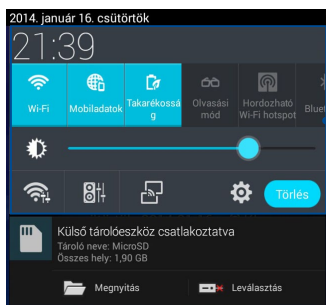 2014. január 16. csütörtök
21:39
Wi-Fi
Mobiladatok
Takarékossá
g
Olvasási
mód
Hordozható
Wi-Fi hotspot
Törlés
Külső tárolóeszköz csatlakoztatva
Tároló neve: MicroSD
Összes hely: 1,90 GB
Megnyitás
Leválasztás